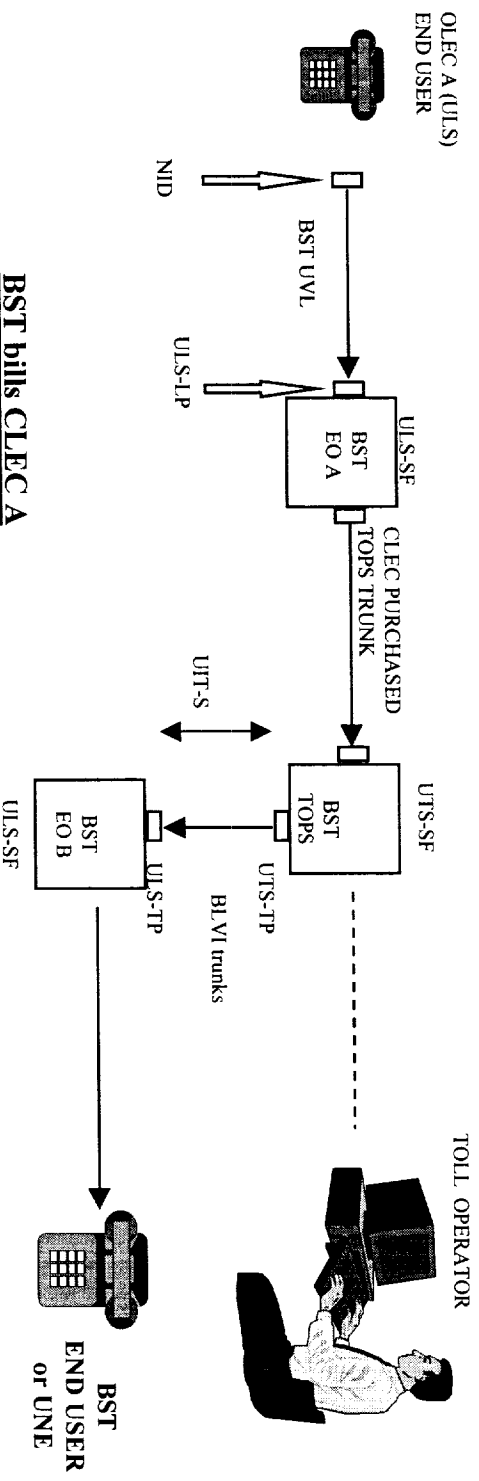 OLEC A (ULS)
END USER
NID
BST UVL
ULS-LP
ULS-SF
BST
EO A
CLEC PURCHASED
TOPS TRUNK
UTS-SF
BST
TOPS
UTS-TP
UIT-S
BLVI trunks
ULS-TP
BST
EO B
ULS-SF
TOLL OPERATOR
BST
END USER
or UNE
BST bills CLEC A